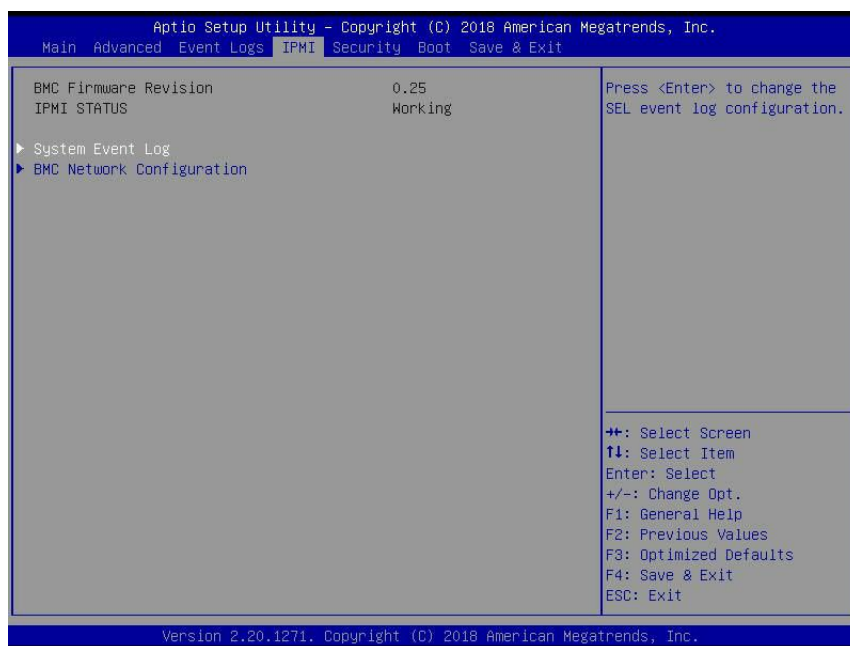 Aptio Setup Utility – Copyright (C) 2018 American Megatrends, Inc.
Main Advanced Event Logs IPMI Security Boot Save & Exit
BMC Firmware Revision 0.25
IPMI STATUS Working
System Event Log
BMC Network Configuration
Press <Enter> to change the
SEL event log configuration.
→←: Select Screen
↑↓: Select Item
Enter: Select
+/-: Change Opt.
F1: General Help
F2: Previous Values
F3: Optimized Defaults
F4: Save & Exit
ESC: Exit
Version 2.20.1271. Copyright (C) 2018 American Megatrends, Inc.